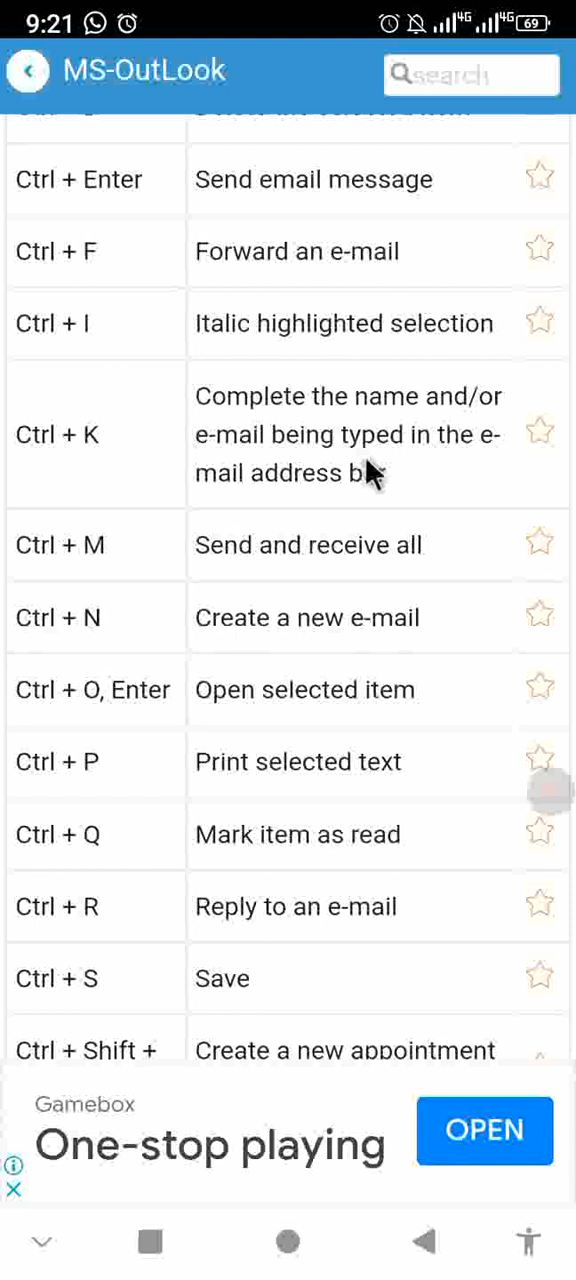 9:21 4G 4G 69
MS-OutLook search
Ctrl + Enter Send email message
Ctrl + F Forward an e-mail
Ctrl + I Italic highlighted selection
Complete the name and/or
Ctrl + K e-mail being typed in the e-
mail address
Ctrl + M Send and receive all
Ctrl + N Create a new e-mail
Ctrl + O, Enter Open selected item
Ctrl + P Print selected text
Ctrl + Q Mark item as read
Ctrl + R Reply to an e-mail
Ctrl + S Save
Ctrl + Shift + Create a new appointment
Gamebox
One-stop playing
OPEN